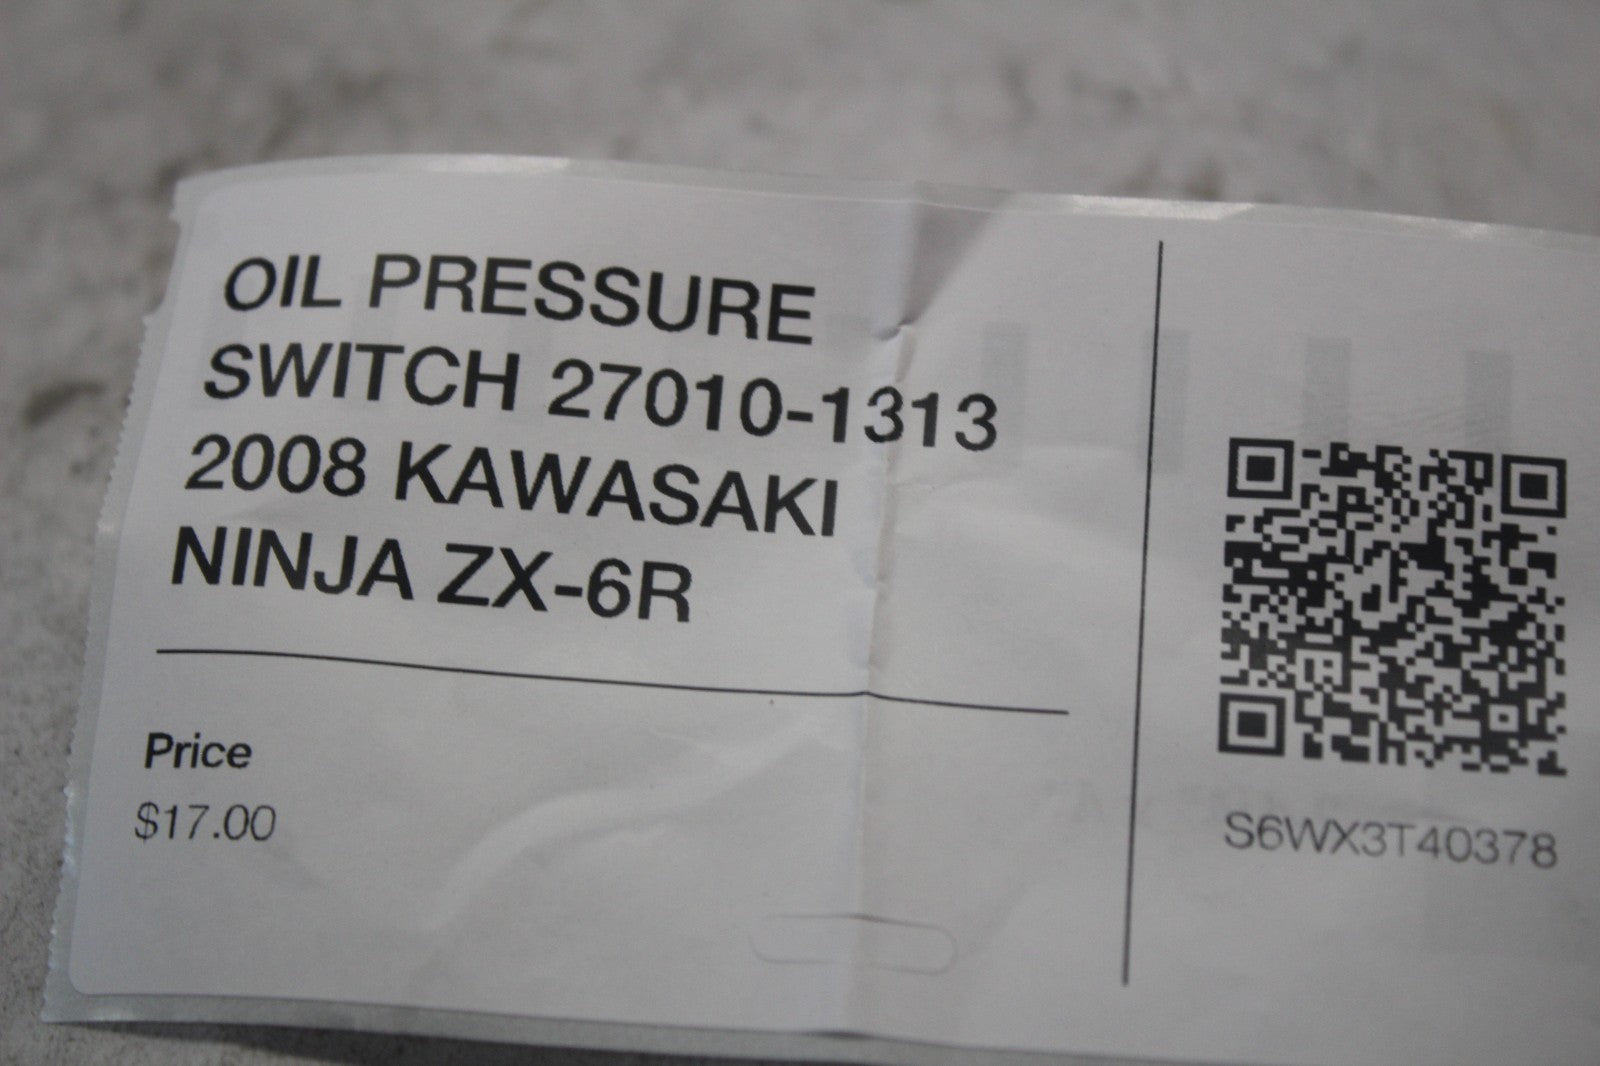 OIL PRESSURE
SWITCH 27010-1313
2008 KAWASAKI
NINJA ZX-6R
Price
$17.00
S6WX3T40378